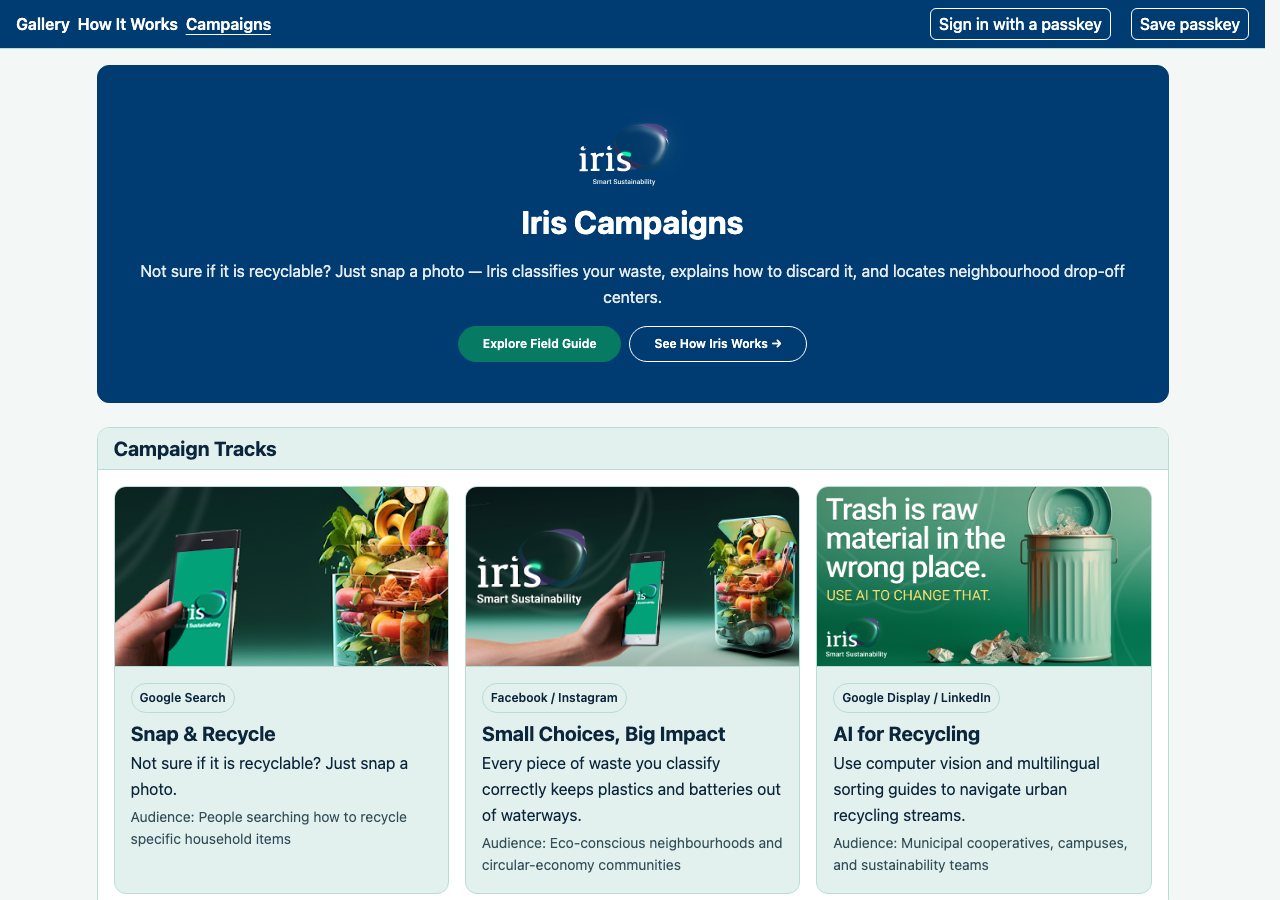 Gallery How It Works Campaigns
Sign in with a passkey
Save passkey
iris
Smart Sustainability
Iris Campaigns
Not sure if it is recyclable? Just snap a photo — Iris classifies your waste, explains how to discard it, and locates neighbourhood drop-off
centers.
Explore Field Guide
See How Iris Works →
Campaign Tracks
Sustainability
Google Search
Snap & Recycle
Not sure if it is recyclable? Just snap a
photo.
Audience: People searching how to recycle
specific household items
iris
Smart Sustainability
Facebook / Instagram
Small Choices, Big Impact
Every piece of waste you classify
correctly keeps plastics and batteries out
of waterways.
Audience: Eco-conscious neighbourhoods and
circular-economy communities
Trash is raw
material in the
wrong place.
USE AI TO CHANGE THAT.
iris
Smart Sustainability
Google Display / LinkedIn
AI for Recycling
Use computer vision and multilingual
sorting guides to navigate urban
recycling streams.
Audience: Municipal cooperatives, campuses,
and sustainability teams